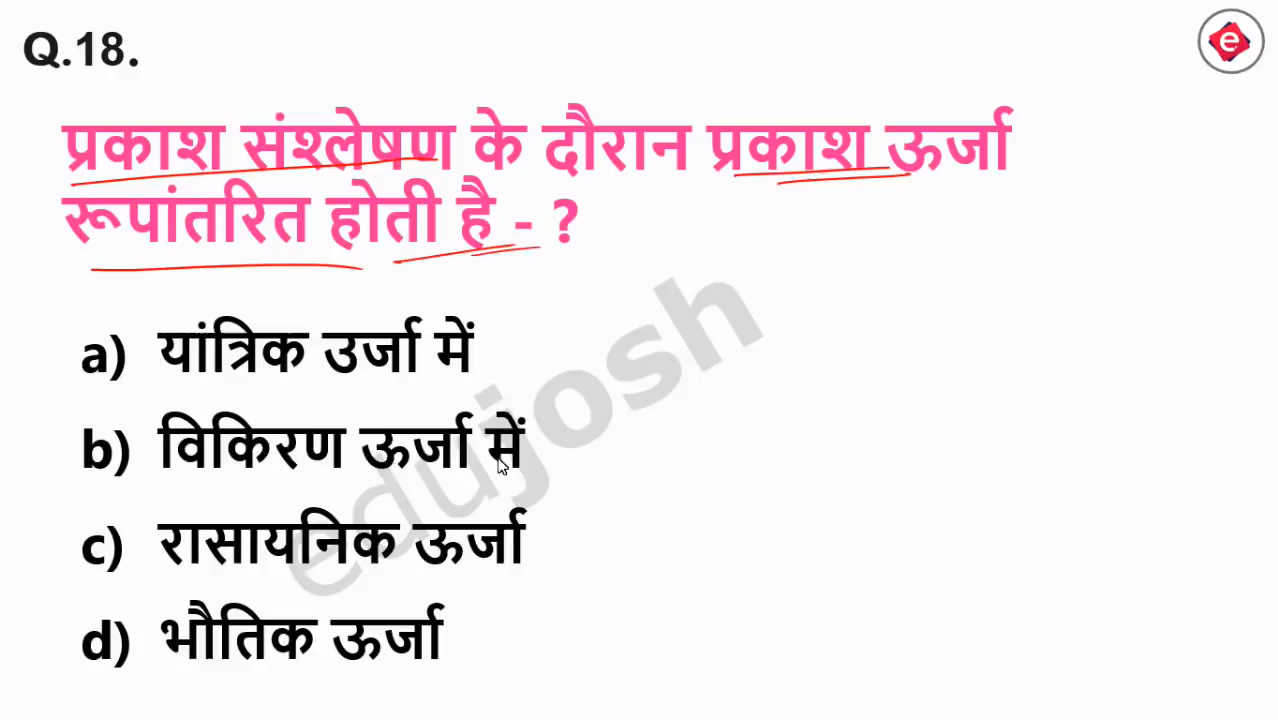 Q.18.
e
प्रकाश संश्लेषण के दौरान प्रकाश ऊर्जा
रूपांतरित होती है - ?
a) यांत्रिक उर्जा में
b) विकिरण ऊर्जा में
c) रासायनिक ऊर्जा
d) भौतिक ऊर्जा
edujosh